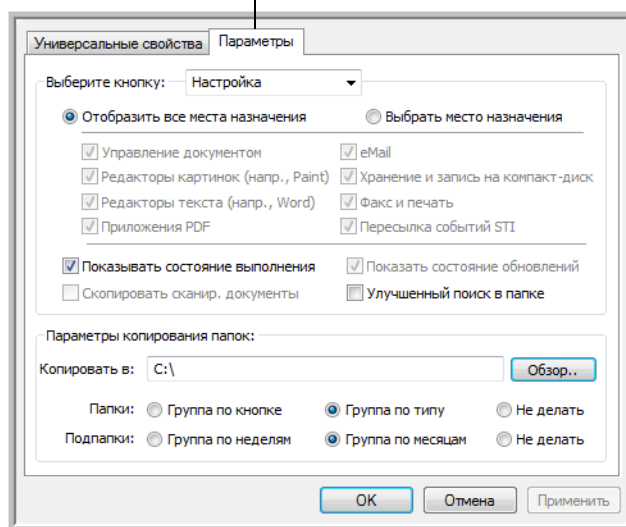 Универсальные свойства Параметры
Выберите кнопку: Настройка
Отобразить все места назначения Выбрать место назначения
Управление документом eMail
Редакторы картинок (напр., Paint) Хранение и запись на компакт-диск
Редакторы текста (напр., Word) Факс и печать
Приложения PDF Пересылка событий STI
Показывать состояние выполнения Показать состояние обновлений
Скопировать сканир. документы Улучшенный поиск в папке
Параметры копирования папок:
Копировать в: C:\ Обзор..
Папки: Группа по кнопке Группа по типу Не делать
Подпапки: Группа по неделям Группа по месяцам Не делать
OK Отмена Применить